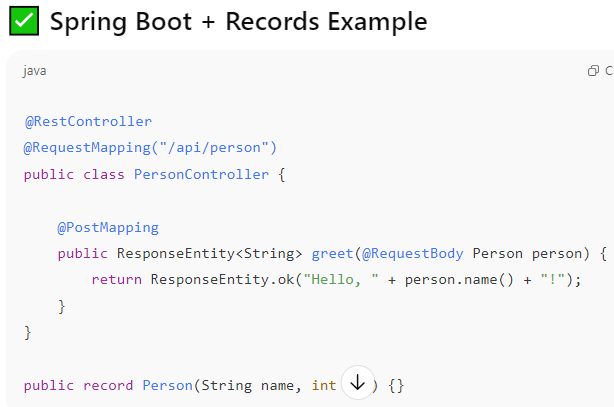 ✅ Spring Boot + Records Example
java
C
@RestController
@RequestMapping("/api/person")
public class PersonController {
    @PostMapping
    public ResponseEntity<String> greet(@RequestBody Person person) {
        return ResponseEntity.ok("Hello, " + person.name() + "!");
    }
}
public record Person(String name, int ) {}